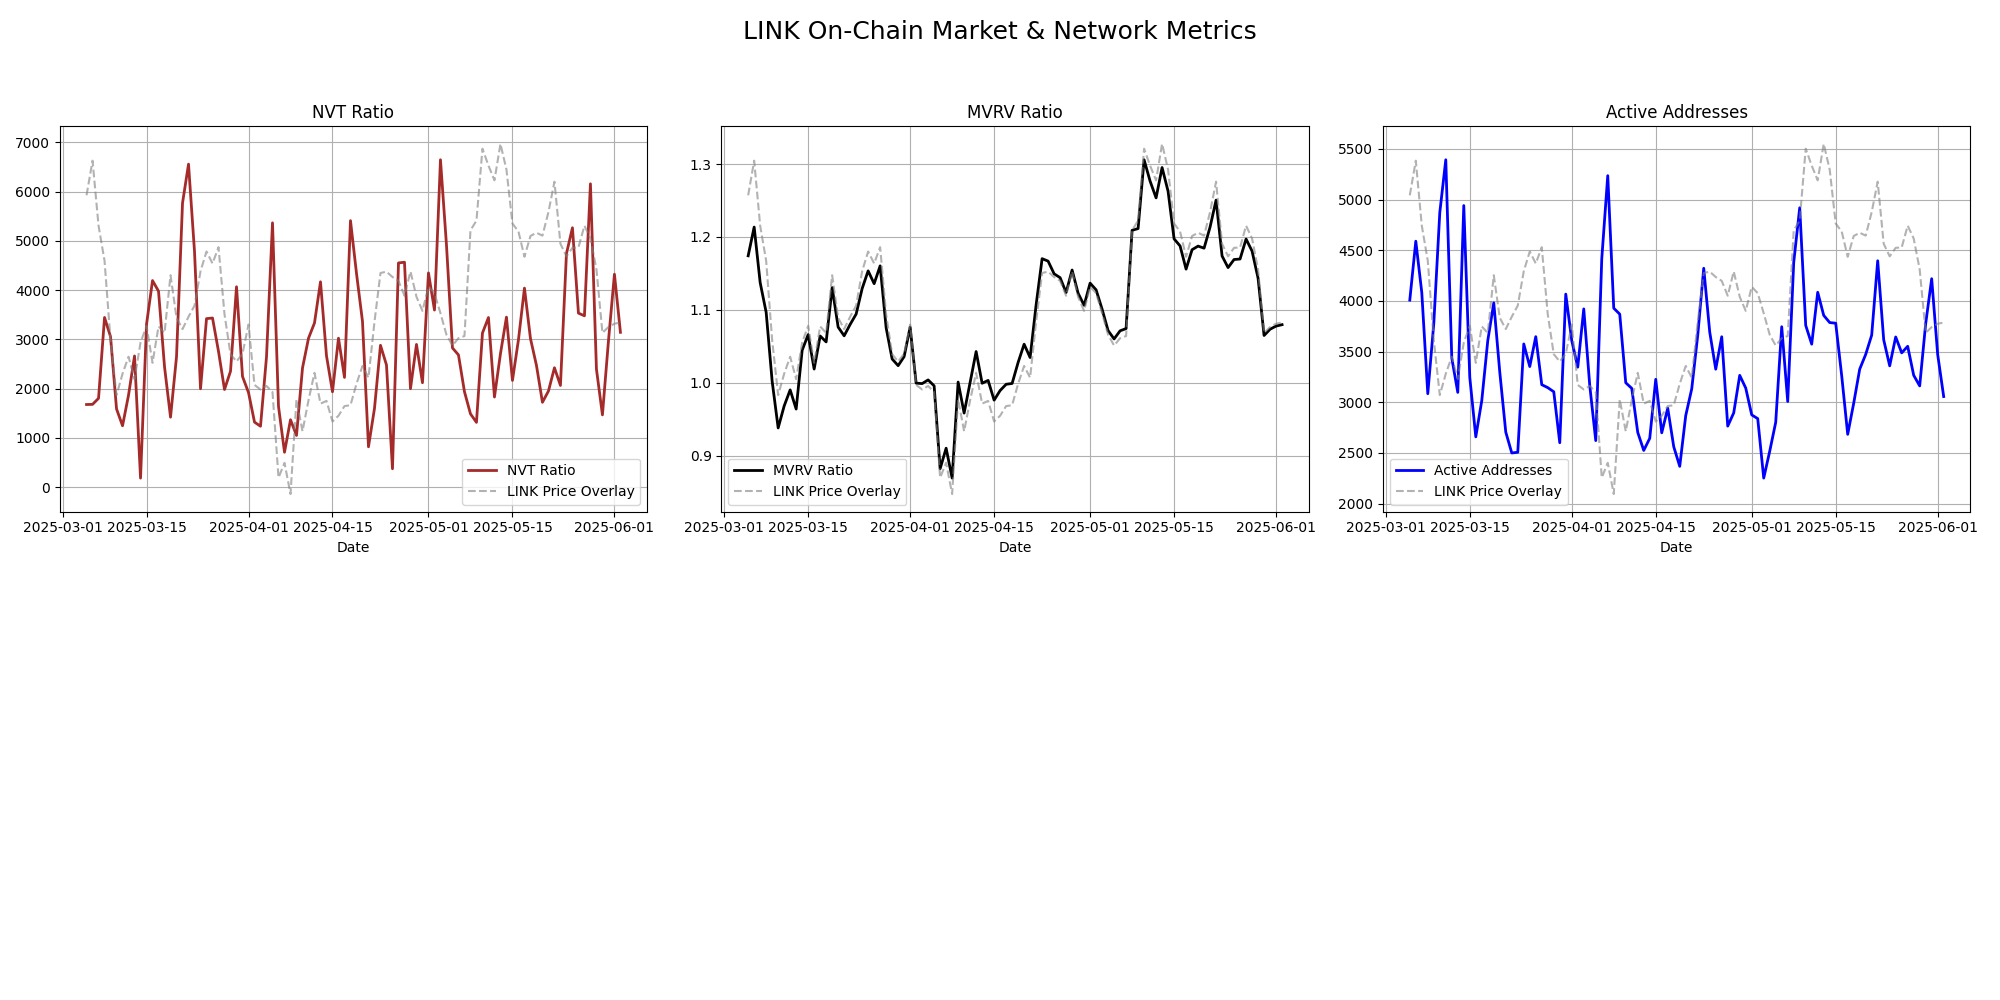 LINK On-Chain Market & Network Metrics
NVT Ratio
7000
6000
5000
4000
3000
2000
1000
0
NVT Ratio
LINK Price Overlay
2025-03-01 2025-03-15 2025-04-01 2025-04-15 2025-05-01 2025-05-15 2025-06-01
Date
MVRV Ratio
1.3
1.2
1.1
1.0
0.9
MVRV Ratio
LINK Price Overlay
2025-03-01 2025-03-15 2025-04-01 2025-04-15 2025-05-01 2025-05-15 2025-06-01
Date
Active Addresses
5500
5000
4500
4000
3500
3000
2500
2000
Active Addresses
LINK Price Overlay
2025-03-01 2025-03-15 2025-04-01 2025-04-15 2025-05-01 2025-05-15 2025-06-01
Date